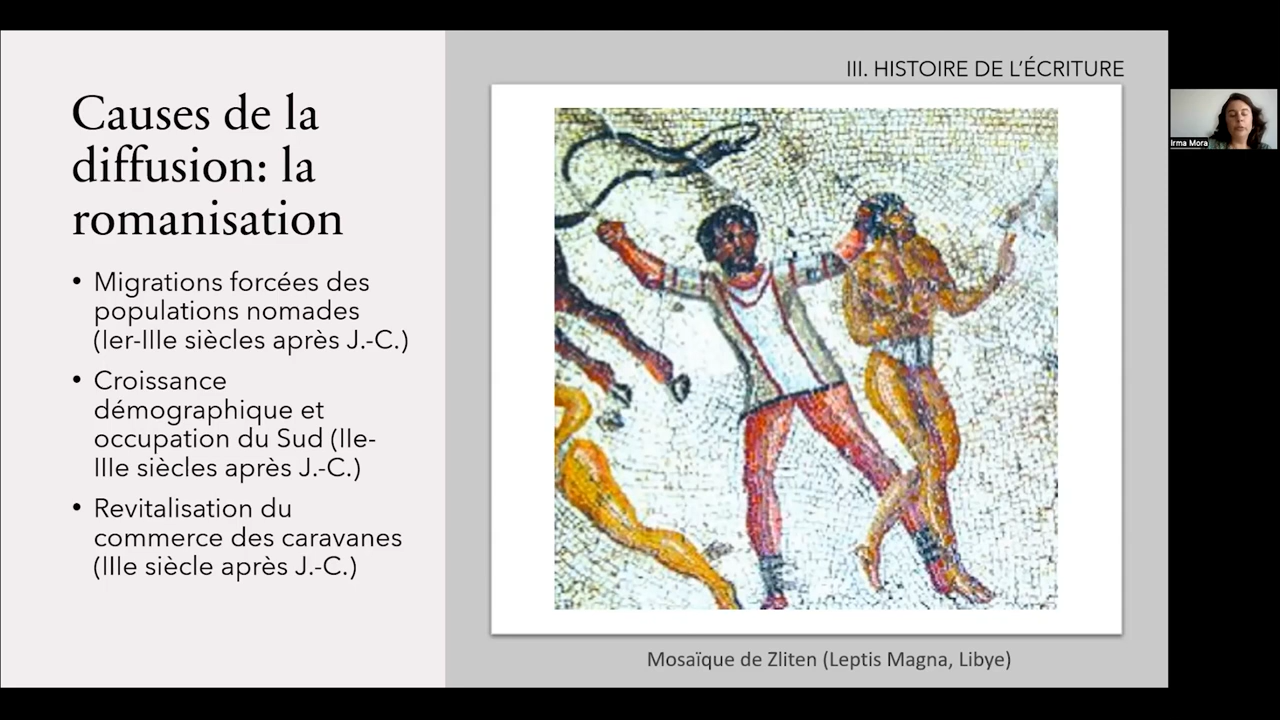 III. HISTOIRE DE L'ÉCRITURE
Causes de la
diffusion: la
romanisation
• Migrations forcées des
populations nomades
(Ier-IIIe siècles après J.-C.)
• Croissance
démographique et
occupation du Sud (IIe-
IIIe siècles après J.-C.)
• Revitalisation du
commerce des caravanes
(IIIe siècle après J.-C.)
Mosaïque de Zliten (Leptis Magna, Libye)
Irma Mora